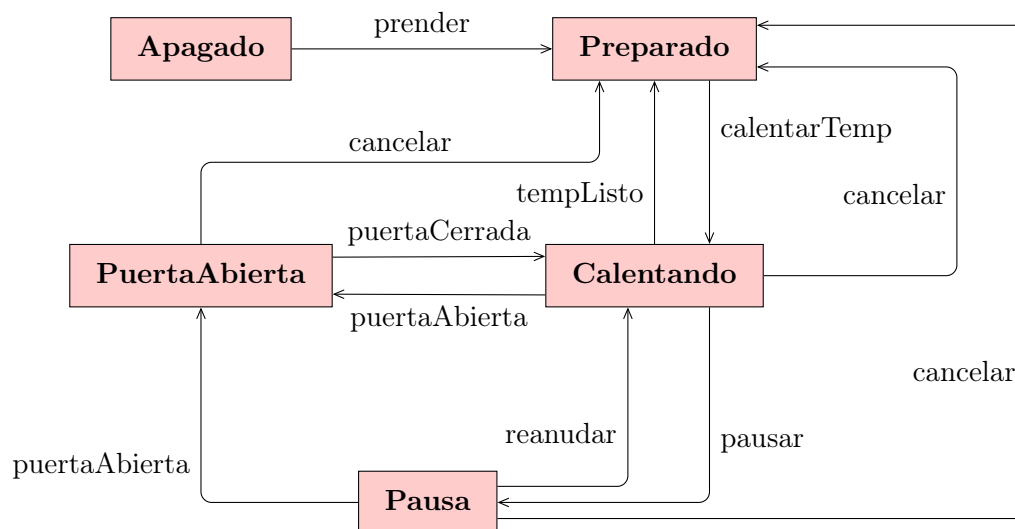 prender
Apagado
Preparado
calentarTemp
cancelar
tempListo
cancelar
puertaCerrada
PuertaAbierta
Calentando
puertaAbierta
cancelar
reanudar
pausar
puertaAbierta
Pausa